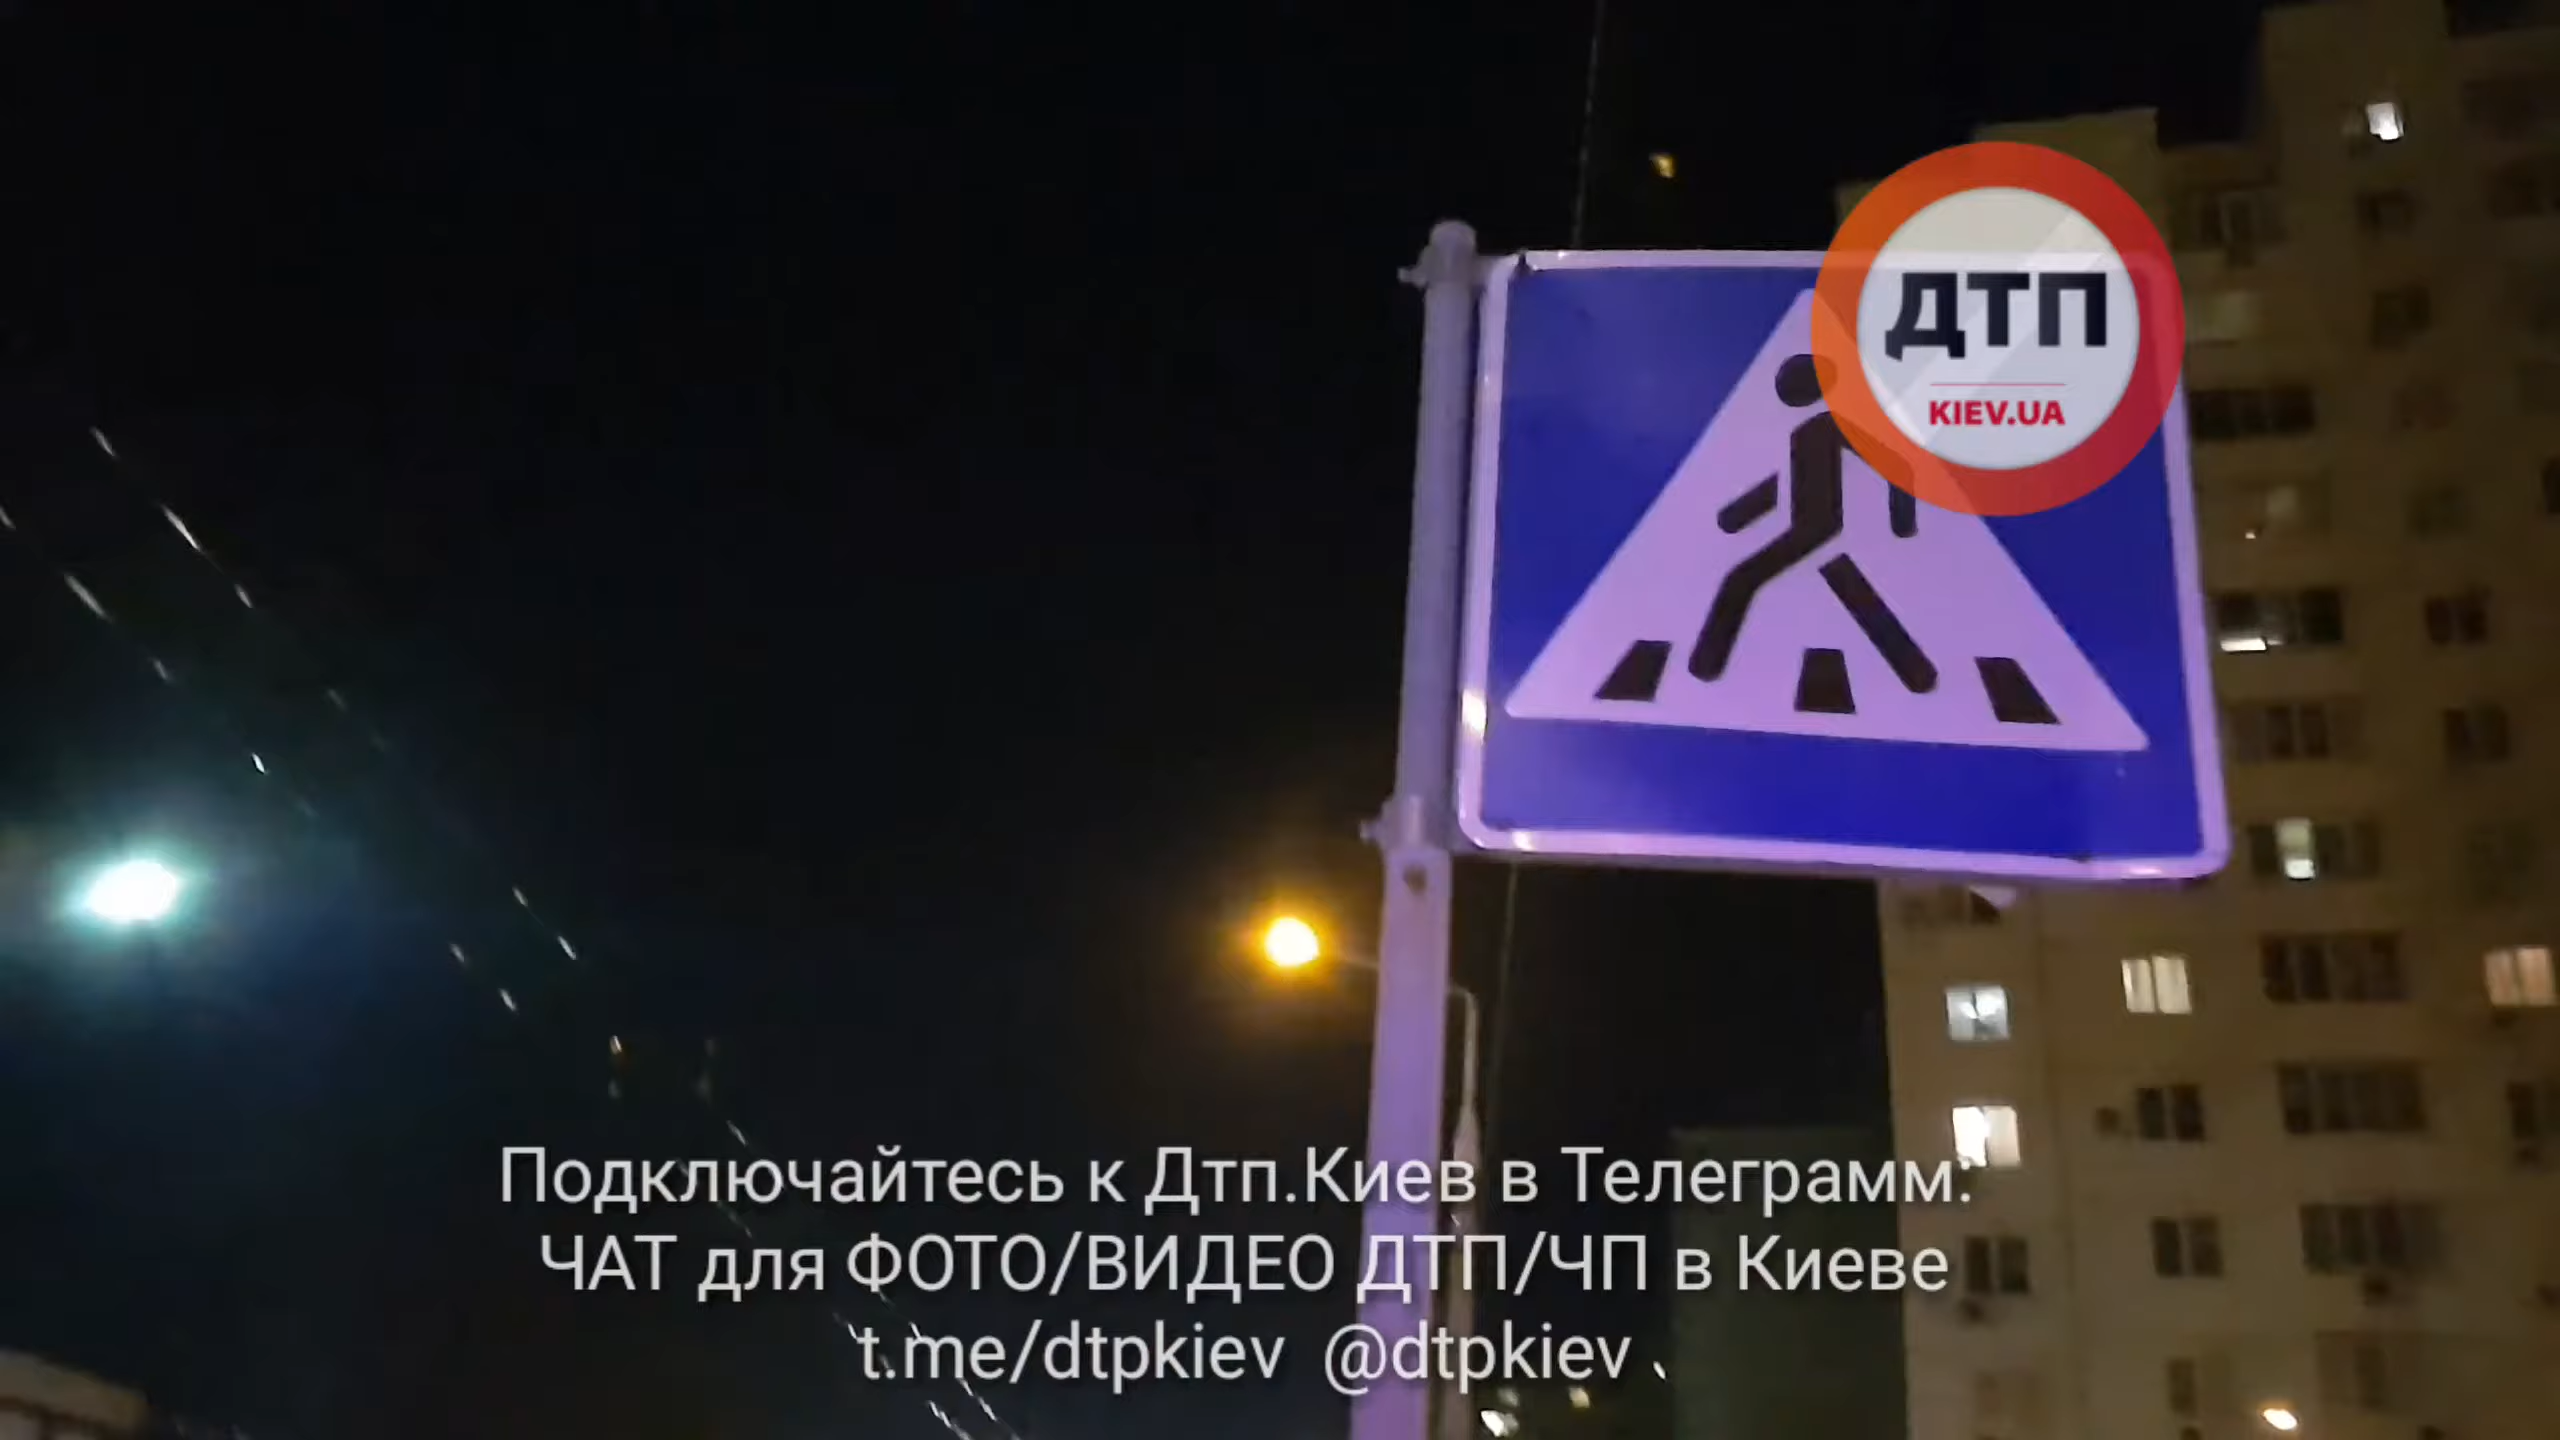 ДТП
KIEV.UA
Подключайтесь к Дтп.Киев в Телеграмм:
ЧАТ для ФОТО/ВИДЕО ДТП/ЧП в Киеве
t.me/dtpkiev @dtpkiev